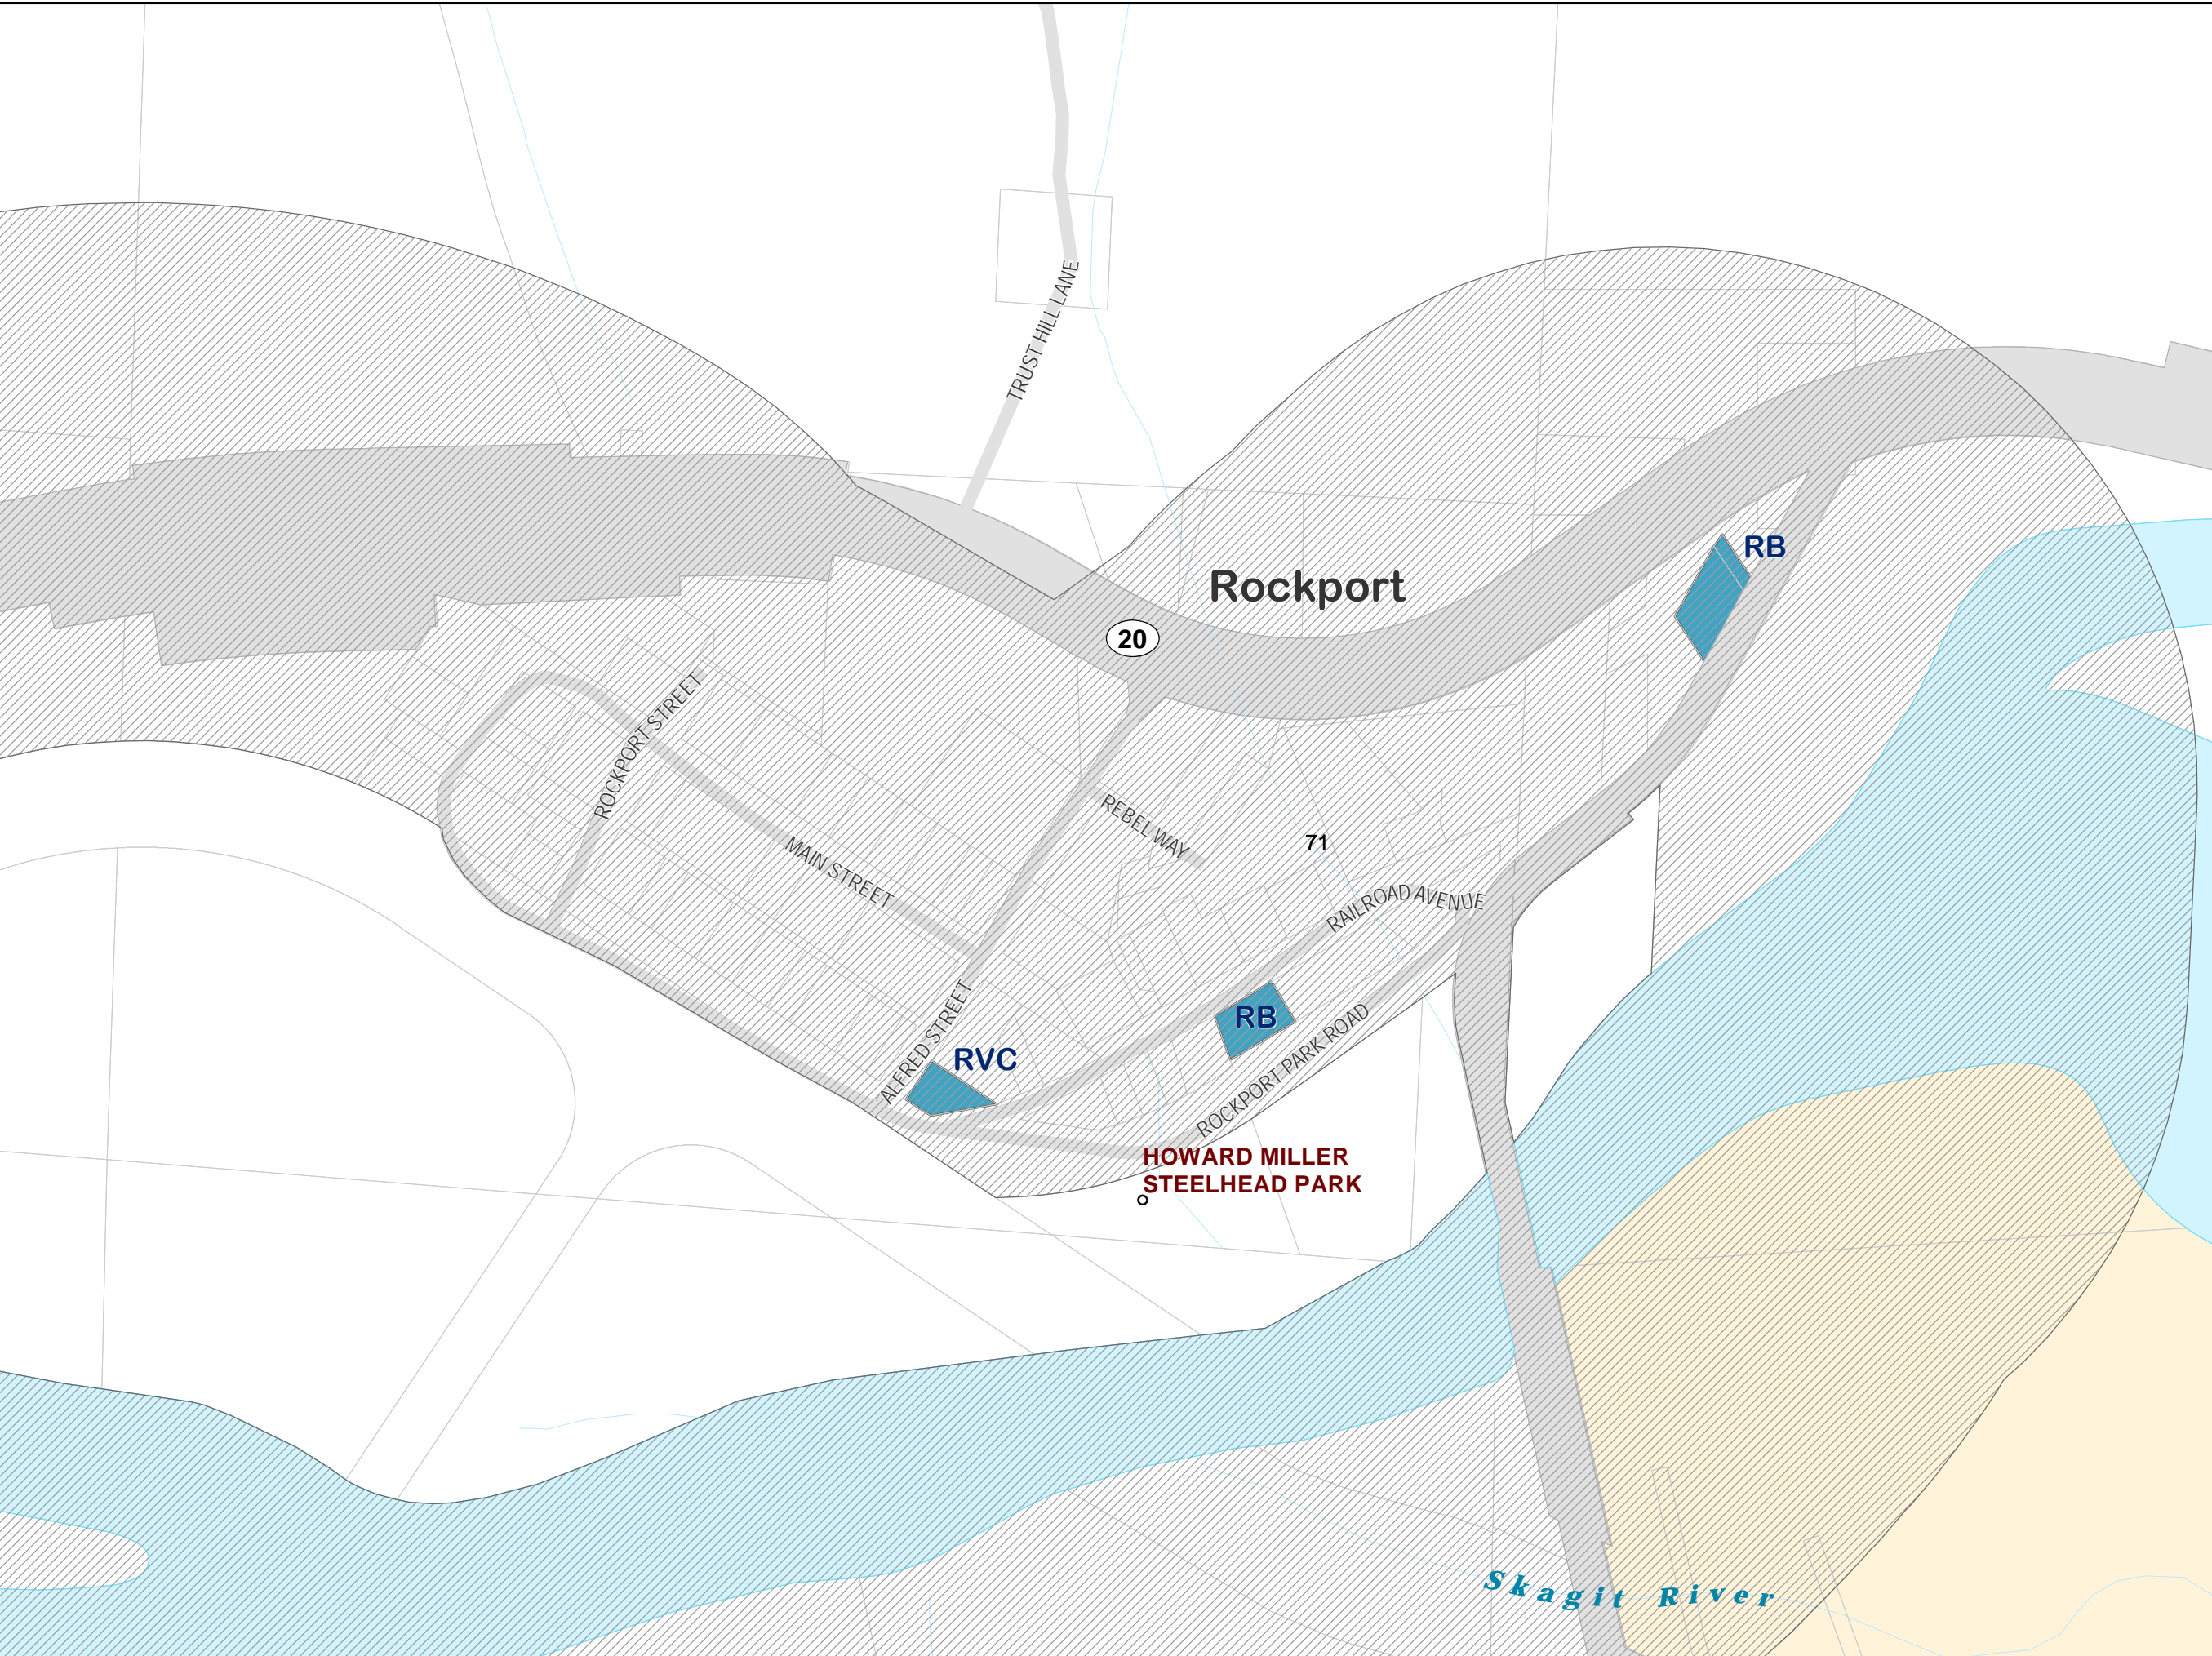 TRUST HILL LANE
RB
Rockport
20
ROCKPORT STREET
REBEL WAY
71
MAIN STREET
RAILROAD AVENUE
RB
ALFRED STREET
RVC
ROCKPORT PARK ROAD
HOWARD MILLER
STEELHEAD PARK
Skagit River